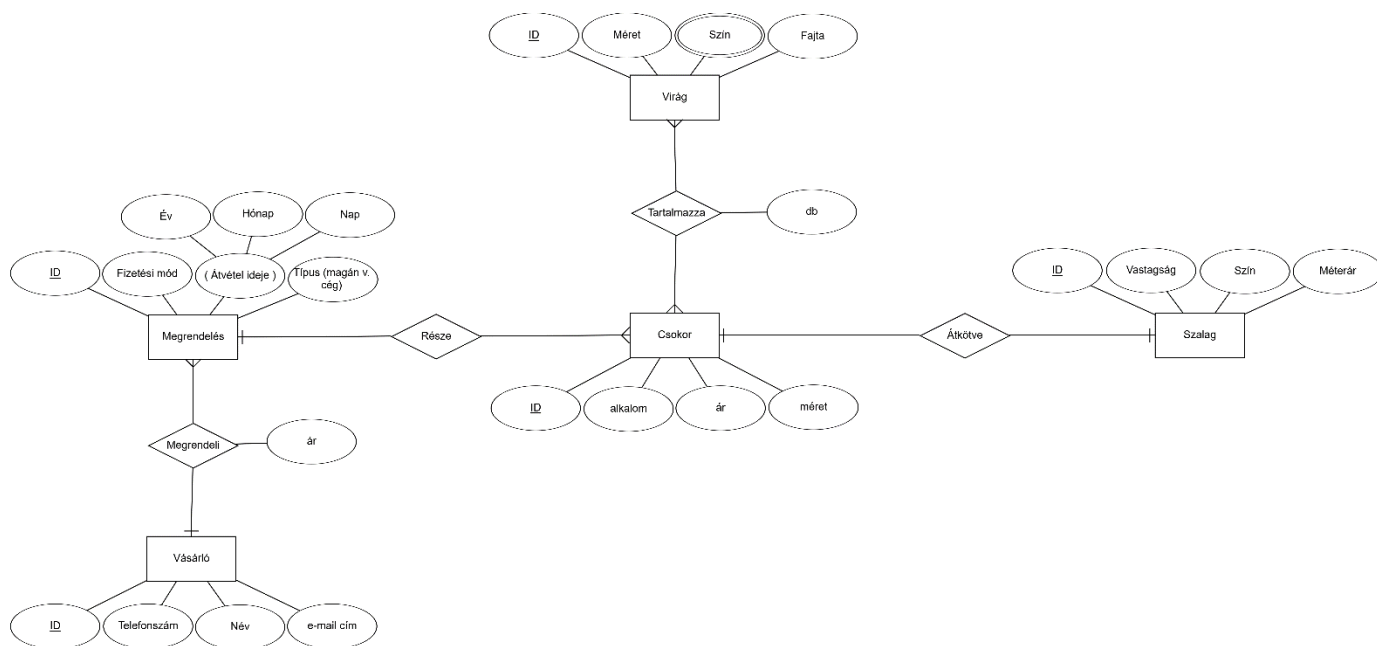 ID
Méret
Szín
Fajta
Virág
Tartalmazza
db
Év
Hónap
Nap
ID
Fizetési mód
( Átvétel ideje )
Típus (magán v.
cég)
Megrendelés
Része
Csokor
ID
alkalom
ár
méret
Átkötve
ID
Vastagság
Szín
Méterár
Szalag
Megrendeli
ár
Vásárló
ID
Telefonszám
Név
e-mail cím